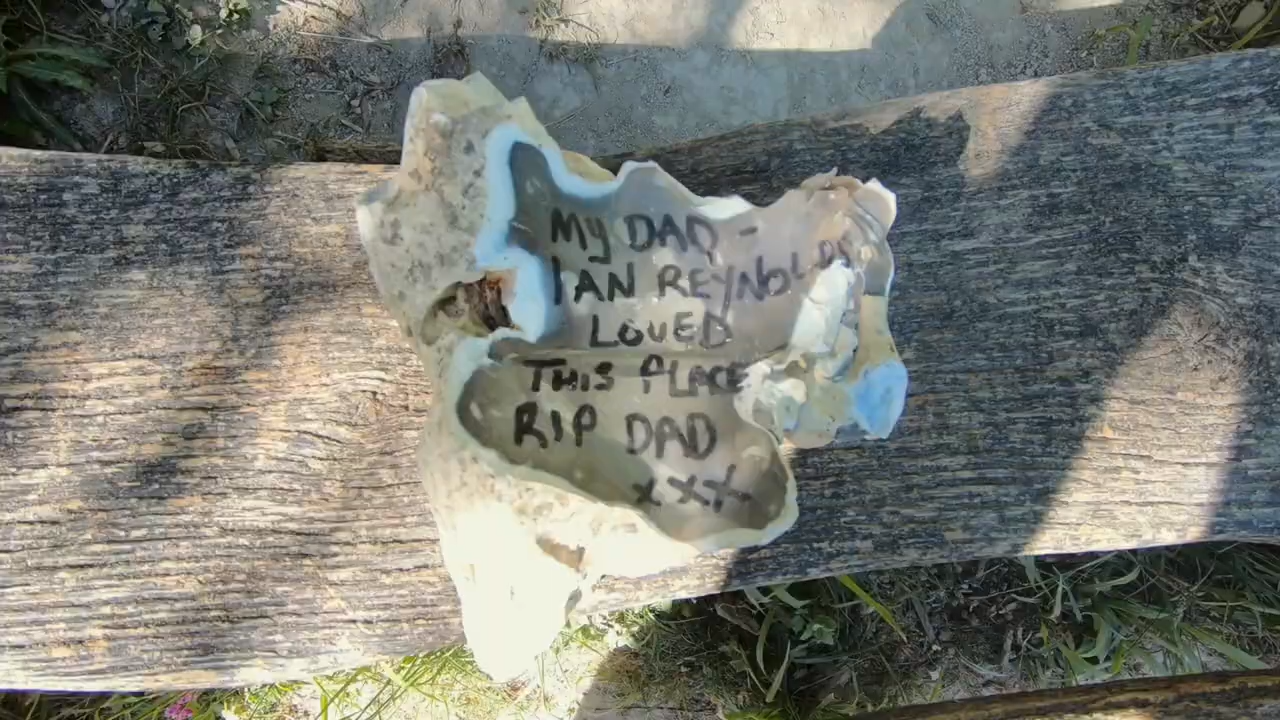 My DAD -
IAN REYNOLDS
LOVED
THIS PLACE
RIP DAD
xxx